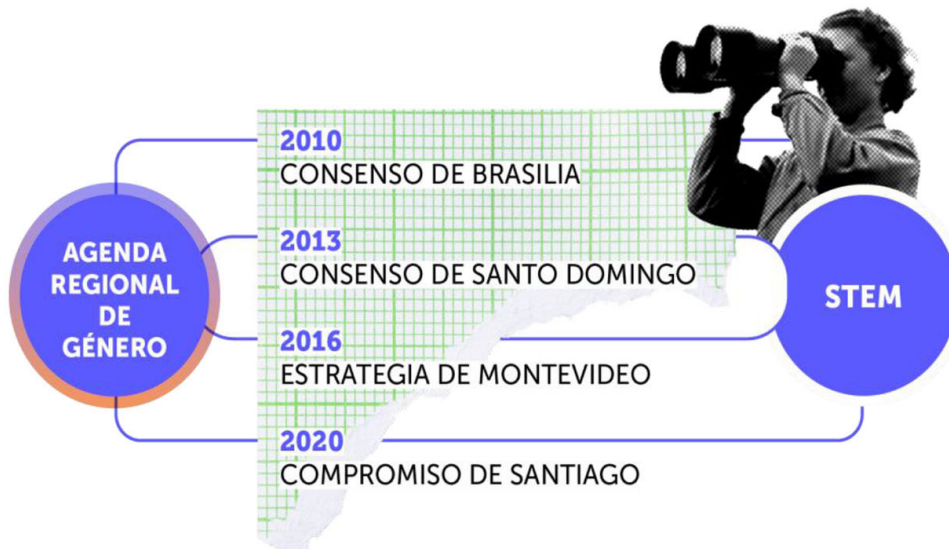 2010
CONSENSO DE BRASILIA
2013
CONSENSO DE SANTO DOMINGO
2016
ESTRATEGIA DE MONTEVIDEO
2020
COMPROMISO DE SANTIAGO
AGENDA
REGIONAL
DE
GÉNERO
STEM